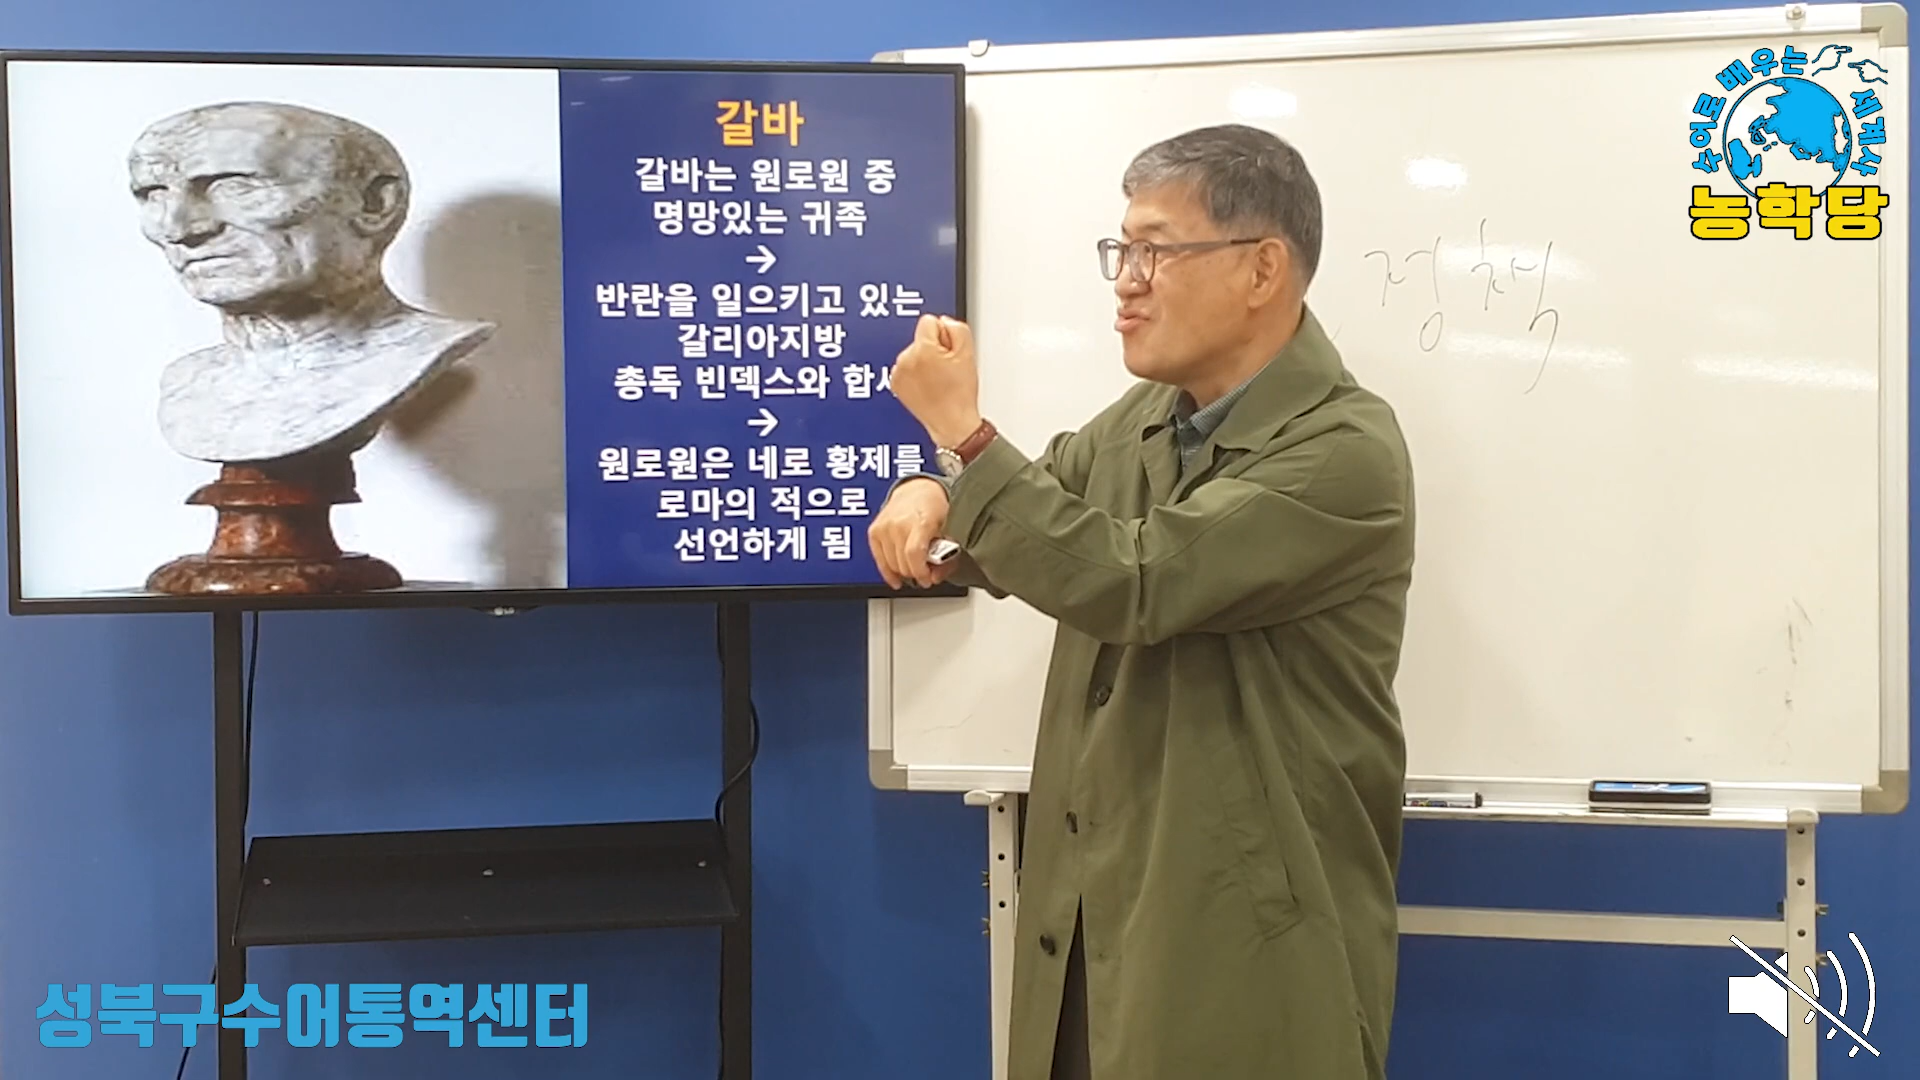 갈바
갈바는 원로원 중
명망있는 귀족
→
반란을 일으키고 있는
갈리아지방
총독 빈덱스와 합세
→
원로원은 네로 황제를
로마의 적으로
선언하게 됨
정책
수어로 배우는 세계사
농학당
성북구수어통역센터